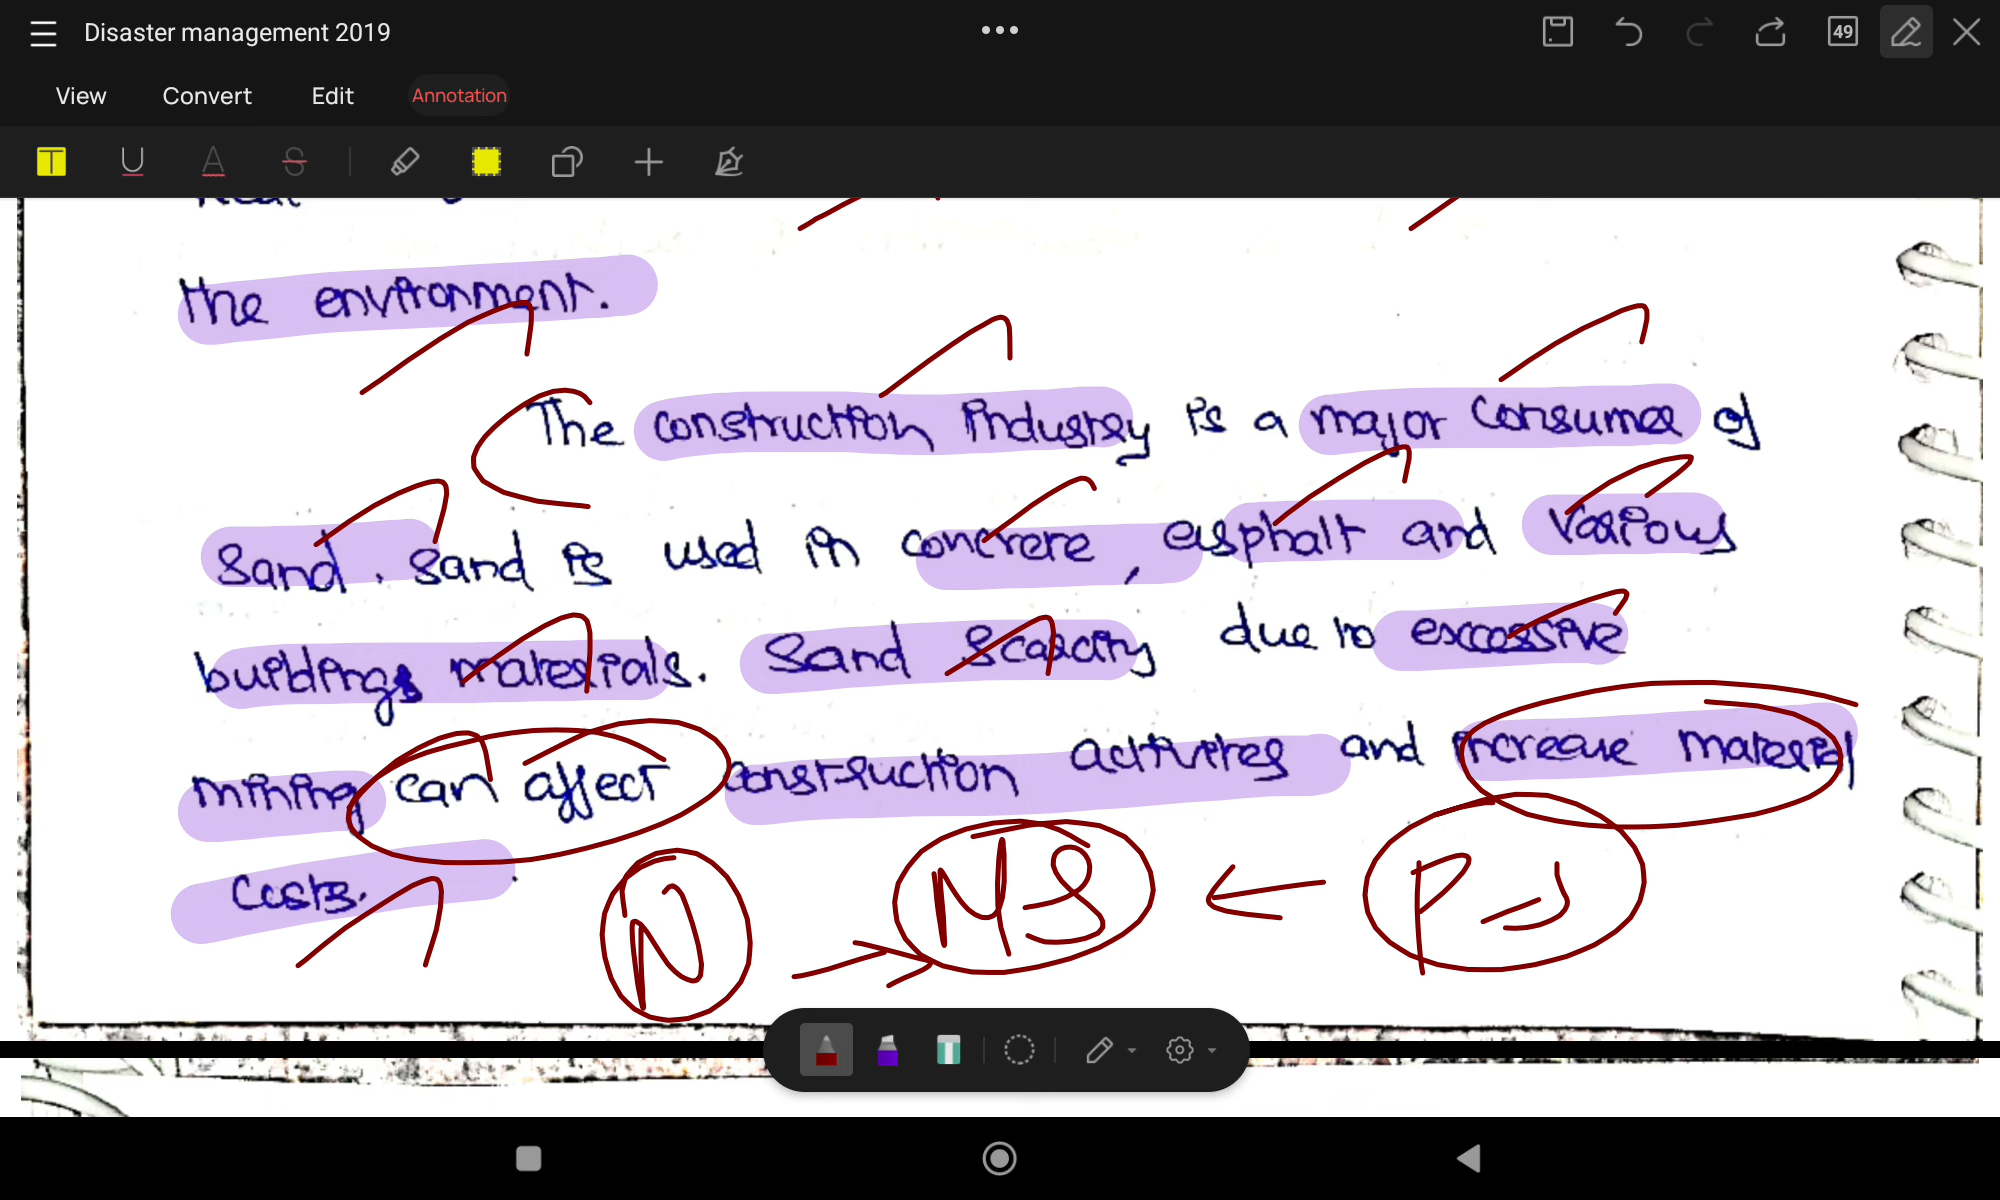 Disaster management 2019
49
View Convert Edit Annotation
the environment.
The construction industry is a major consumer of
Sand. Sand is used in concrete, asphalt and various
buildings materials. Sand scarcity due to excessive
mining can affect construction activities and increase material
Costs.
N → NS ← P